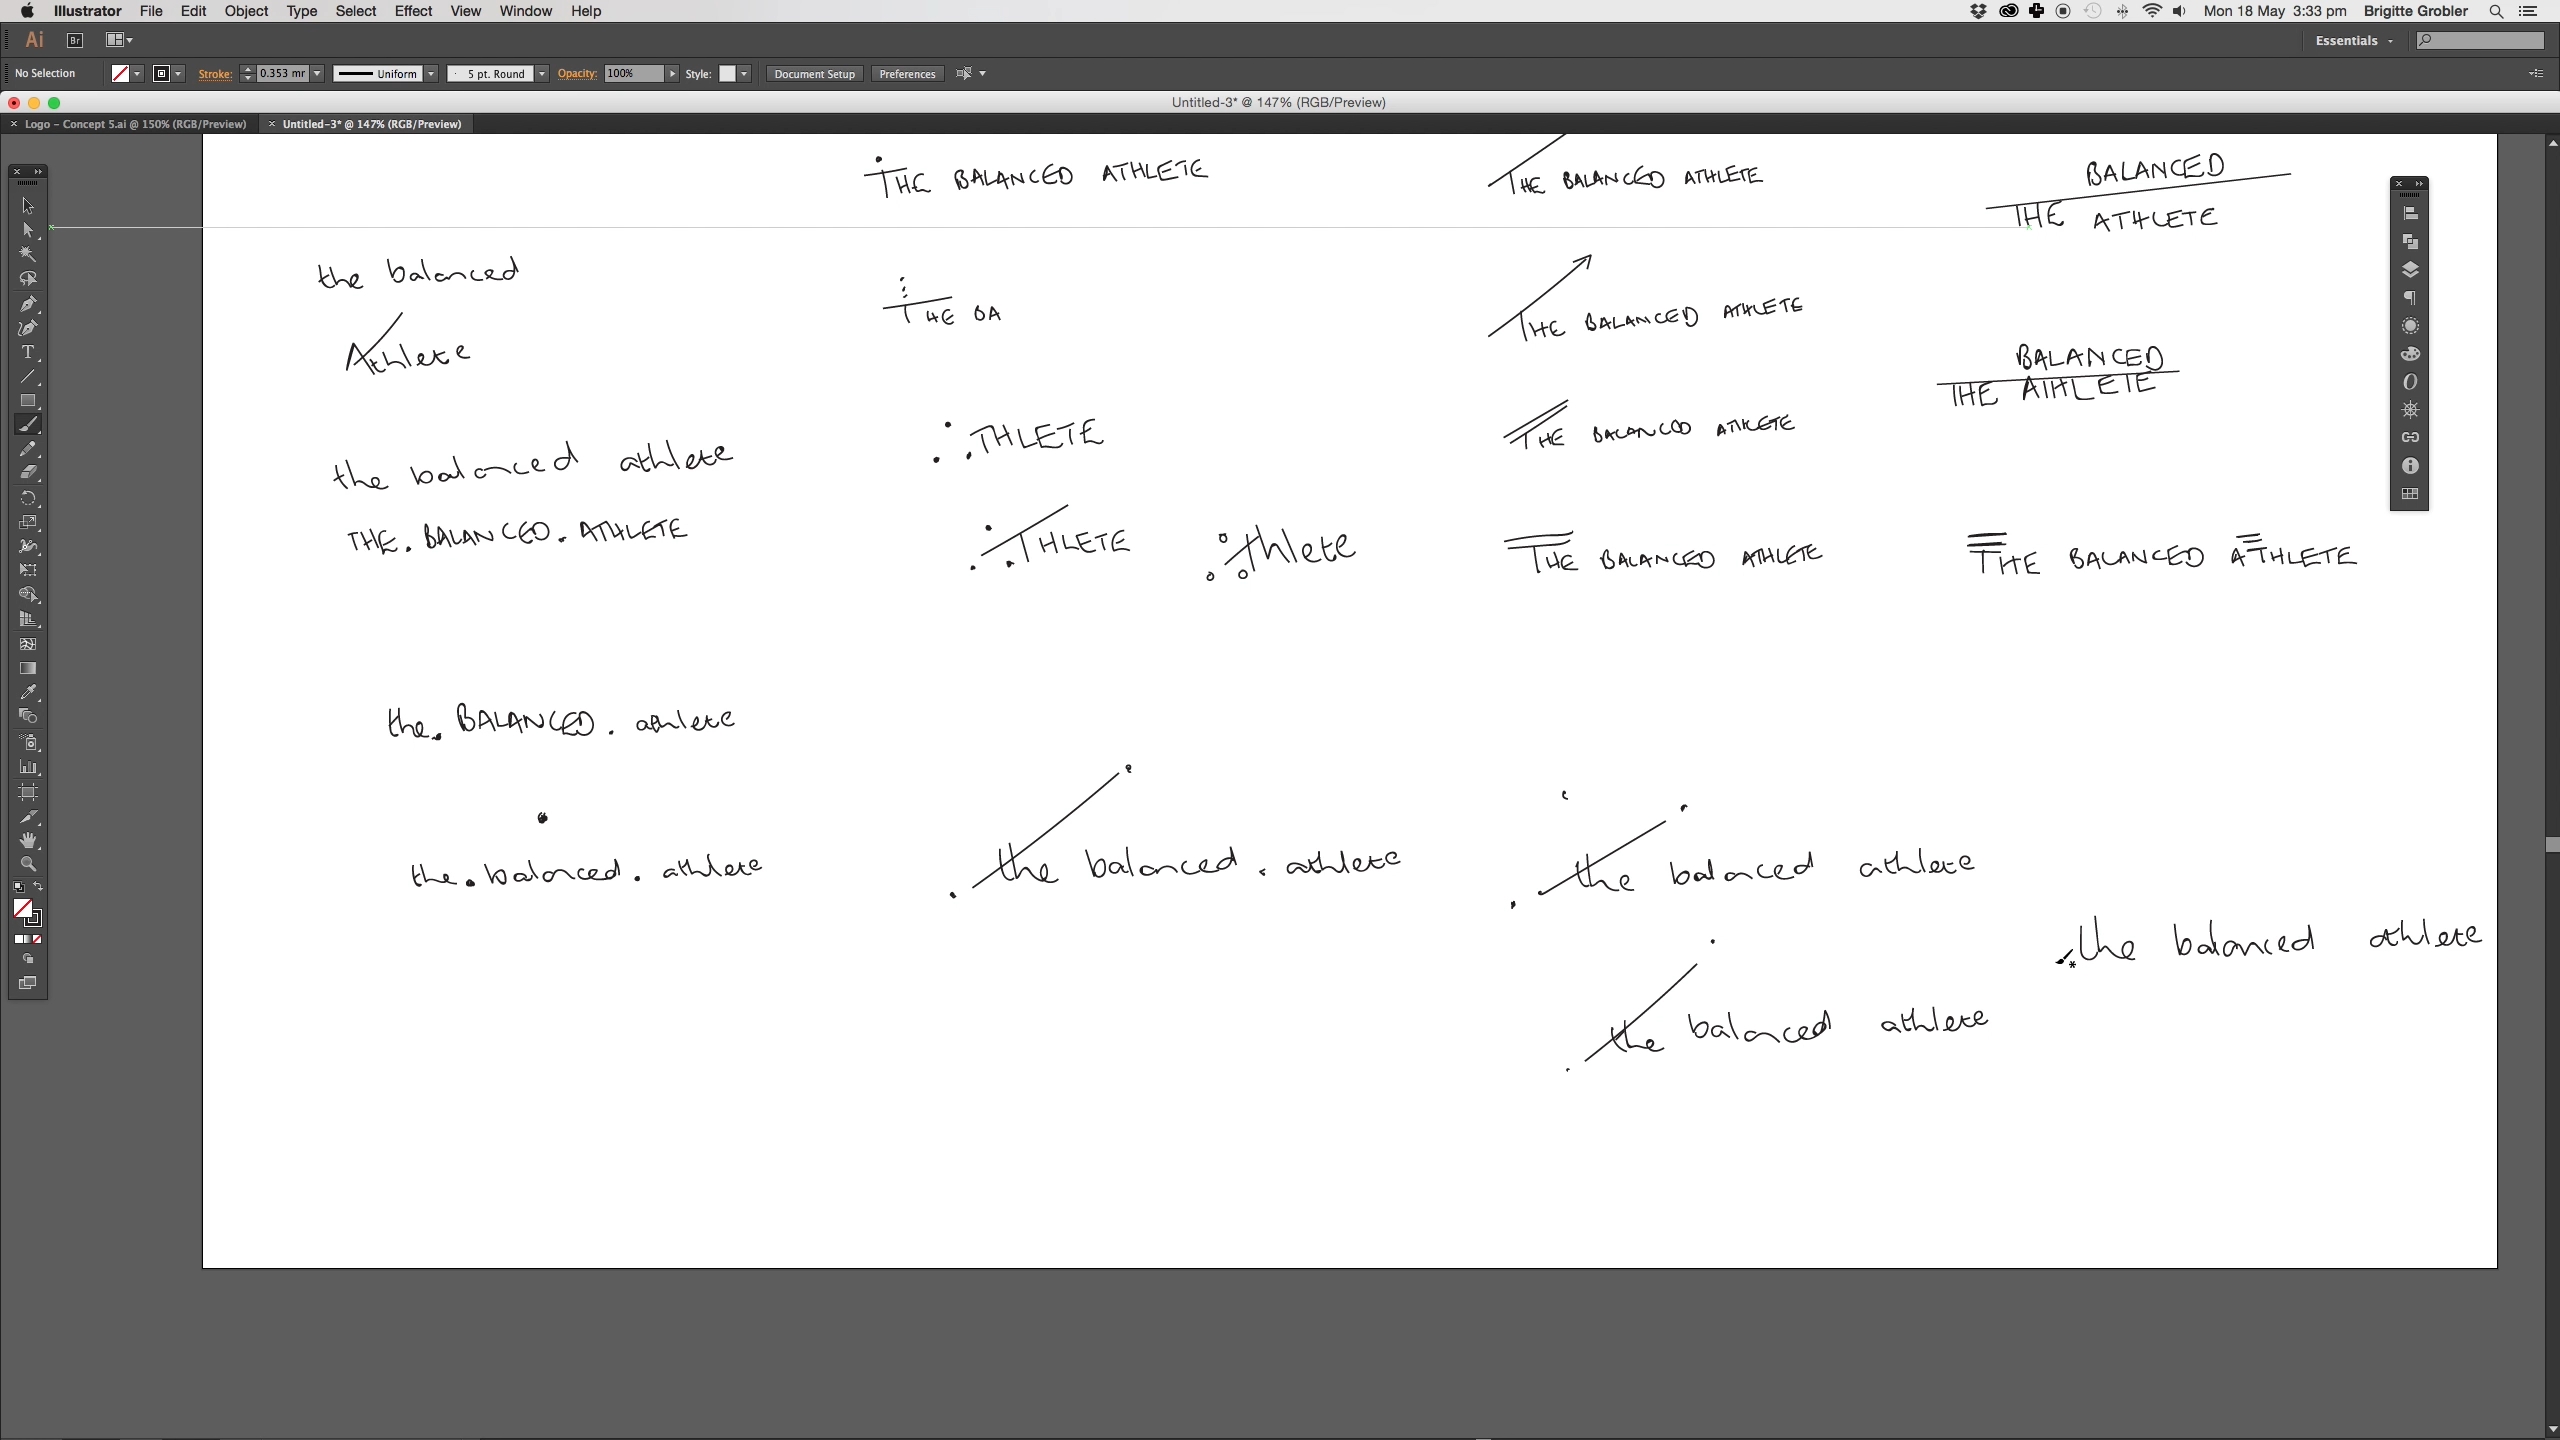 Illustrator File Edit Object Type Select Effect View Window Help Mon 18 May 3:33 pm Brigitte Grobler
Ai Br Essentials
No Selection Stroke: 0.353 mr Uniform 5 pt. Round Opacity: 100% Style: Document Setup Preferences
Untitled-3* @ 147% (RGB/Preview)
Logo - Concept 5.ai @ 150% (RGB/Preview) Untitled-3* @ 147% (RGB/Preview)
THE BALANCED ATHLETE
THE BALANCED ATHLETE
BALANCED
THE ATHLETE
the balanced
Athlete
THE BA
THE BALANCED ATHLETE
BALANCED
THE ATHLETE
the balanced athlete
.THLETE
THE BALANCED ATHLETE
THE.BALANCED.ATHLETE
THLETE
thlete
THE BALANCED ATHLETE
THE BALANCED ATHLETE
the.BALANCED.athlete
the.balanced.athlete
the balanced.athlete
the balanced athlete
the balanced athlete
the balanced athlete